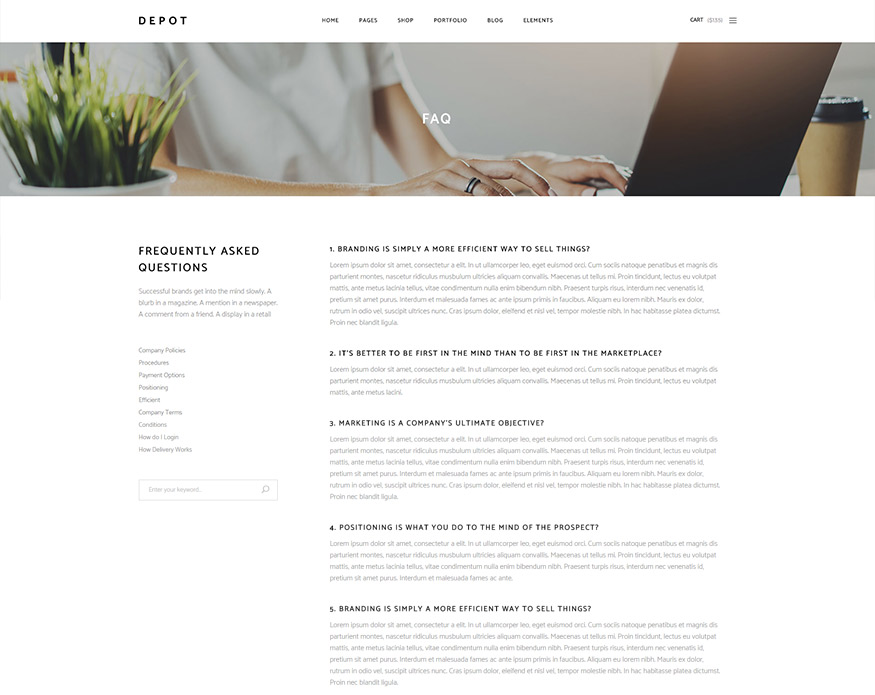 DEPOT
HOME PAGES SHOP PORTFOLIO BLOG ELEMENTS
CART ($155)
FAQ
FREQUENTLY ASKED
QUESTIONS
Successful brands get into the mind slowly. A
blurb in a magazine. A mention in a newspaper.
A comment from a friend. A display in a retail
Company Policies
Procedures
Payment Options
Positioning
Efficient
Company Terms
Conditions
How do I Login
How Delivery Works
Enter your keyword...
1. BRANDING IS SIMPLY A MORE EFFICIENT WAY TO SELL THINGS?
Lorem ipsum dolor sit amet, consectetur a elit. In ut ullamcorper leo, eget euismod orci. Cum sociis natoque penatibus et magnis dis
parturient montes, nascetur ridiculus musbulum ultricies aliquam convallis. Maecenas ut tellus mi. Proin tincidunt, lectus eu volutpat
mattis, ante metus lacinia tellus, vitae condimentum nulla enim bibendum nibh. Praesent turpis risus, interdum nec venenatis id,
pretium sit amet purus. Interdum et malesuada fames ac ante ipsum primis in faucibus. Aliquam eu lorem nibh. Mauris ex dolor,
rutrum in odio vel, suscipit ultrices nunc. Cras ipsum dolor, eleifend et nisl vel, tempor molestie nibh. In hac habitasse platea dictumst.
Proin nec blandit ligula.
2. IT'S BETTER TO BE FIRST IN THE MIND THAN TO BE FIRST IN THE MARKETPLACE?
Lorem ipsum dolor sit amet, consectetur a elit. In ut ullamcorper leo, eget euismod orci. Cum sociis natoque penatibus et magnis dis
parturient montes, nascetur ridiculus musbulum ultricies aliquam convallis. Maecenas ut tellus mi. Proin tincidunt, lectus eu volutpat
mattis, ante metus lacini.
3. MARKETING IS A COMPANY'S ULTIMATE OBJECTIVE?
Lorem ipsum dolor sit amet, consectetur a elit. In ut ullamcorper leo, eget euismod orci. Cum sociis natoque penatibus et magnis dis
parturient montes, nascetur ridiculus musbulum ultricies aliquam convallis. Maecenas ut tellus mi. Proin tincidunt, lectus eu volutpat
mattis, ante metus lacinia tellus, vitae condimentum nulla enim bibendum nibh. Praesent turpis risus, interdum nec venenatis id,
pretium sit amet purus. Interdum et malesuada fames ac ante ipsum primis in faucibus. Aliquam eu lorem nibh. Mauris ex dolor,
rutrum in odio vel, suscipit ultrices nunc. Cras ipsum dolor, eleifend et nisl vel, tempor molestie nibh. In hac habitasse platea dictumst.
Proin nec blandit ligula.
4. POSITIONING IS WHAT YOU DO TO THE MIND OF THE PROSPECT?
Lorem ipsum dolor sit amet, consectetur a elit. In ut ullamcorper leo, eget euismod orci. Cum sociis natoque penatibus et magnis dis
parturient montes, nascetur ridiculus musbulum ultricies aliquam convallis. Maecenas ut tellus mi. Proin tincidunt, lectus eu volutpat
mattis, ante metus lacinia tellus, vitae condimentum nulla enim bibendum nibh. Praesent turpis risus, interdum nec venenatis id,
pretium sit amet purus. Interdum et malesuada fames ac ante.
5. BRANDING IS SIMPLY A MORE EFFICIENT WAY TO SELL THINGS?
Lorem ipsum dolor sit amet, consectetur a elit. In ut ullamcorper leo, eget euismod orci. Cum sociis natoque penatibus et magnis dis
parturient montes, nascetur ridiculus musbulum ultricies aliquam convallis. Maecenas ut tellus mi. Proin tincidunt, lectus eu volutpat
mattis, ante metus lacinia tellus, vitae condimentum nulla enim bibendum nibh. Praesent turpis risus, interdum nec venenatis id,
pretium sit amet purus. Interdum et malesuada fames ac ante ipsum primis in faucibus. Aliquam eu lorem nibh. Mauris ex dolor,
rutrum in odio vel, suscipit ultrices nunc. Cras ipsum dolor, eleifend et nisl vel, tempor molestie nibh. In hac habitasse platea dictumst.
Proin nec blandit ligula.